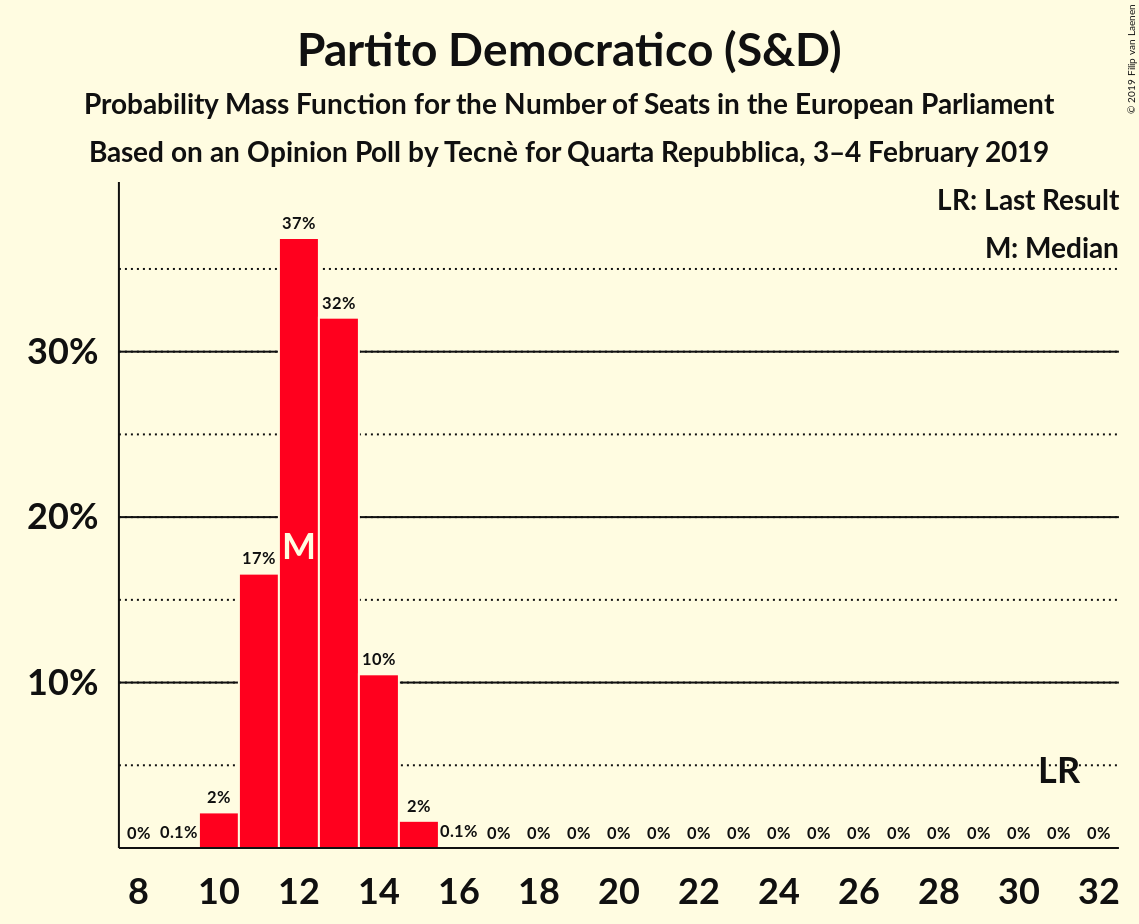 © 2019 Filip van Laenen
Partito Democratico (S&D)
Probability Mass Function for the Number of Seats in the European Parliament
Based on an Opinion Poll by Tecnè for Quarta Repubblica, 3–4 February 2019
LR: Last Result
M: Median
37%
32%
30%
20%
M
17%
10%
10%
LR
2%
2%
0% 0.1% 0.1% 0% 0% 0% 0% 0% 0% 0% 0% 0% 0% 0% 0% 0% 0% 0% 0%
8 10 12 14 16 18 20 22 24 26 28 30 32